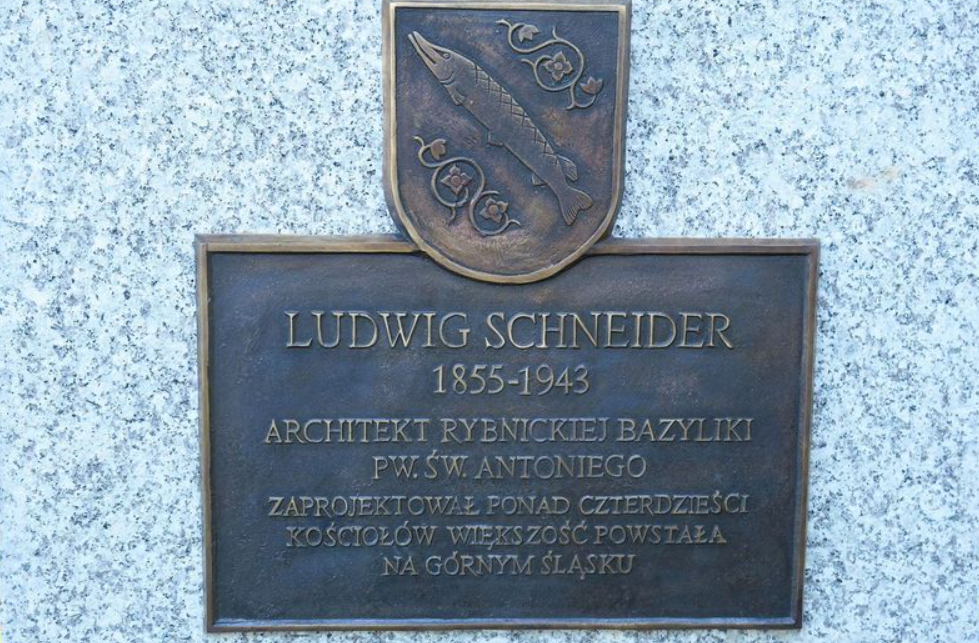 LUDWIG SCHNEIDER
1855-1943
ARCHITEKT RYBNICKIEJ BAZYLIKI
PW. ŚW. ANTONIEGO
ZAPROJEKTOWAŁ PONAD CZTERDZIEŚCI
KOŚCIOŁÓW WIĘKSZOŚĆ POWSTAŁA
NA GÓRNYM ŚLĄSKU